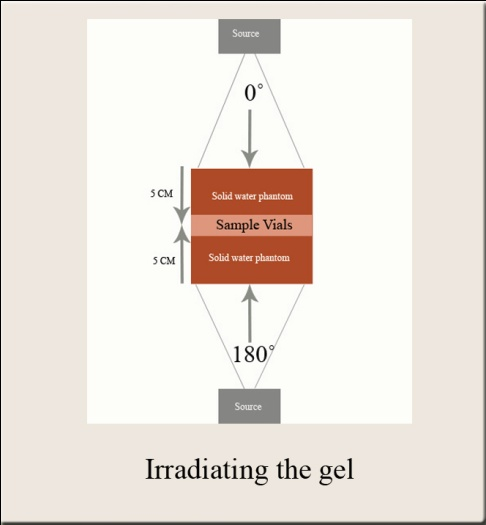 Source
0°
5 CM
Solid water phantom
Sample Vials
5 CM
Solid water phantom
180°
Source
Irradiating the gel